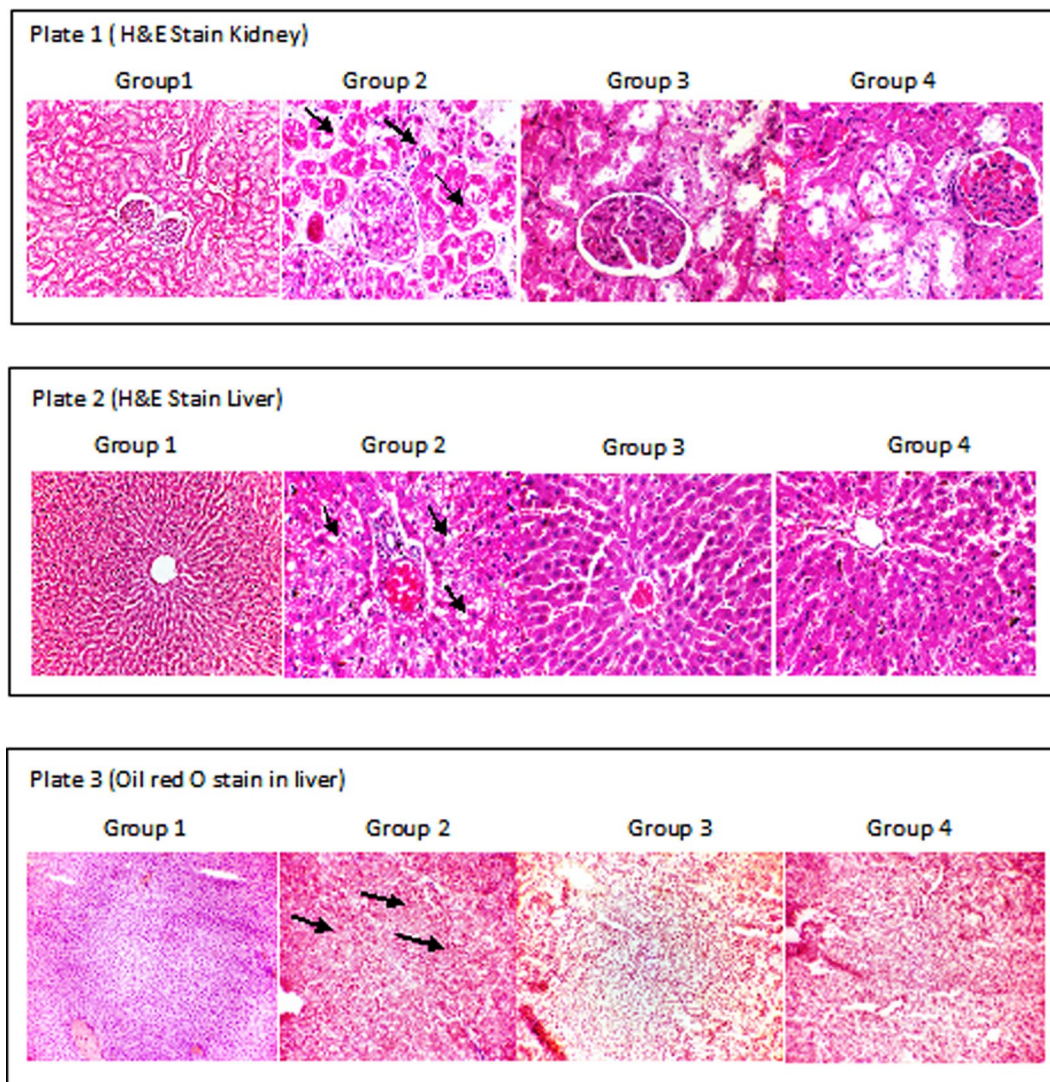 Plate 1 ( H&E Stain Kidney)
Group1 Group 2 Group 3 Group 4
Plate 2 (H&E Stain Liver)
Group 1 Group 2 Group 3 Group 4
Plate 3 (Oil red O stain in liver)
Group 1 Group 2 Group 3 Group 4